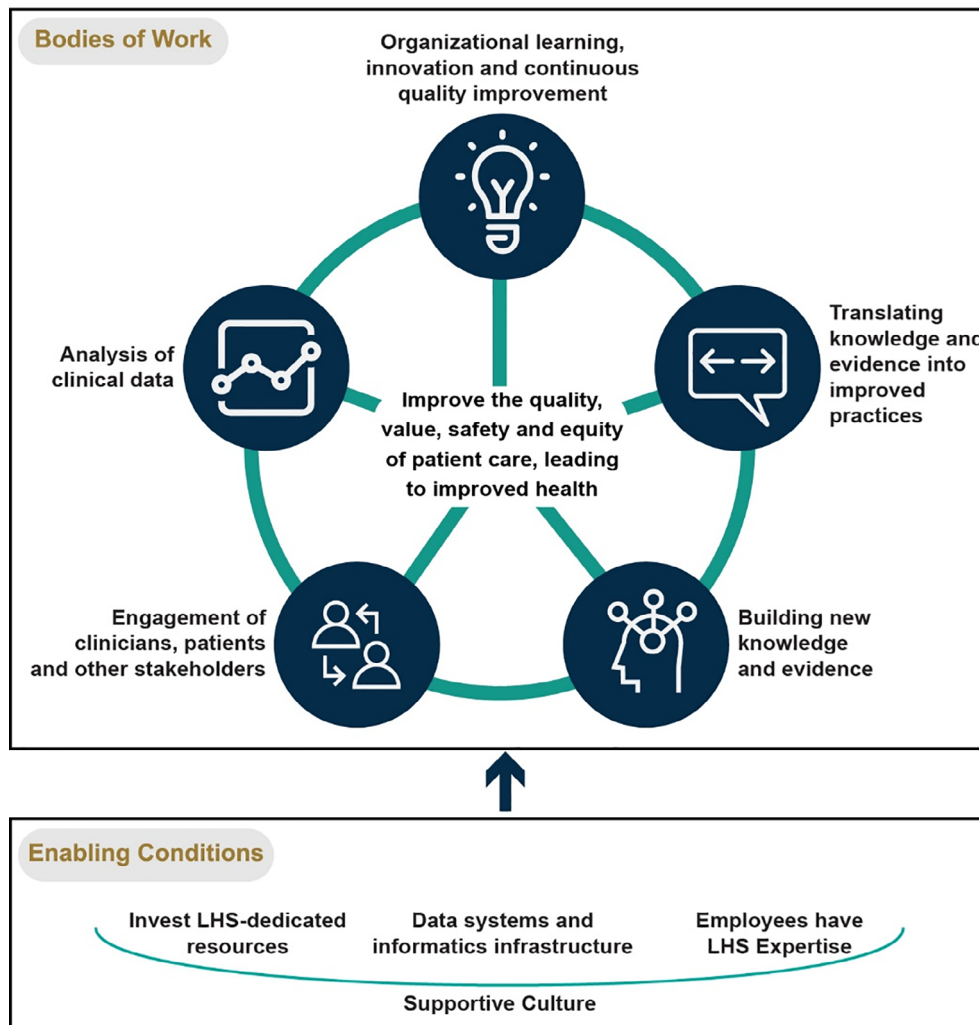 Bodies of Work
Organizational learning,
innovation and continuous
quality improvement
Translating
knowledge and
evidence into
improved
practices
Analysis of
clinical data
Improve the quality,
value, safety and equity
of patient care, leading
to improved health
Engagement of
clinicians, patients
and other stakeholders
Building new
knowledge
and evidence
Enabling Conditions
Invest LHS-dedicated
resources
Data systems and
informatics infrastructure
Employees have
LHS Expertise
Supportive Culture